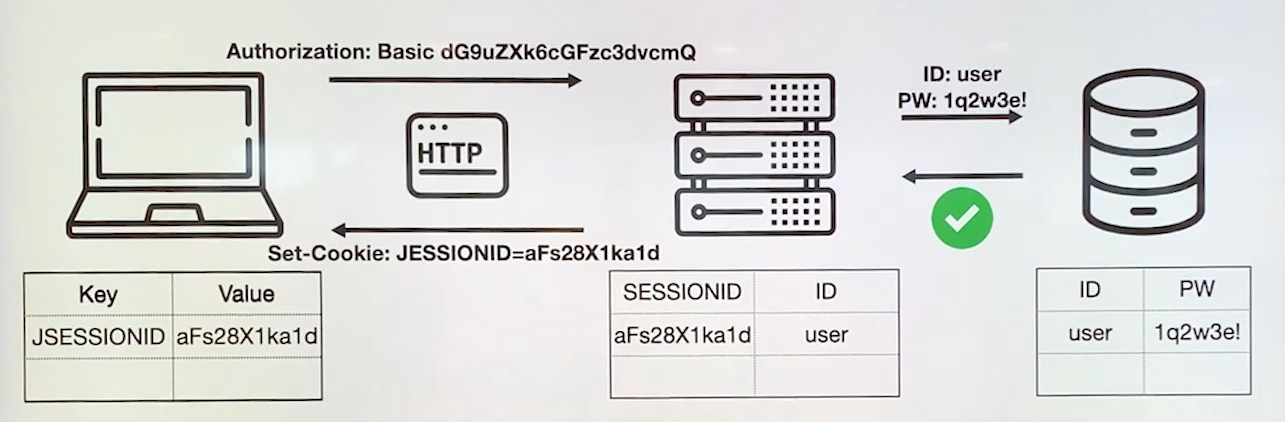 Authorization: Basic dG9uZXk6cGFzc3dvcmQ
HTTP
ID: user
PW: 1q2w3e!
Set-Cookie: JESSIONID=aFs28X1ka1d
Key Value
JSESSIONID aFs28X1ka1d
SESSIONID ID
aFs28X1ka1d user
ID PW
user 1q2w3e!